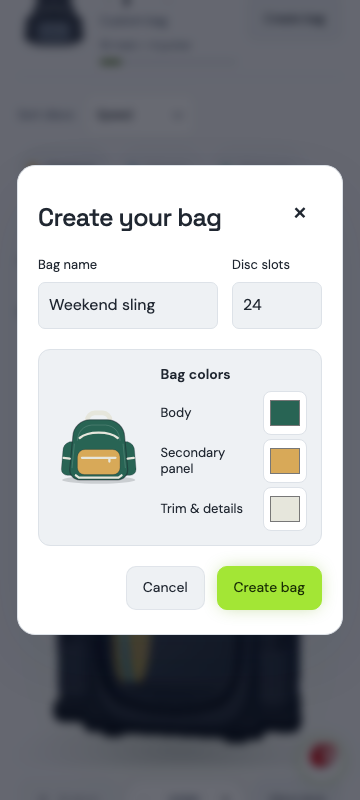 Create your bag
×
Bag name
Disc slots
Weekend sling
24
Bag colors
Body
Secondary
panel
Trim & details
Cancel
Create bag